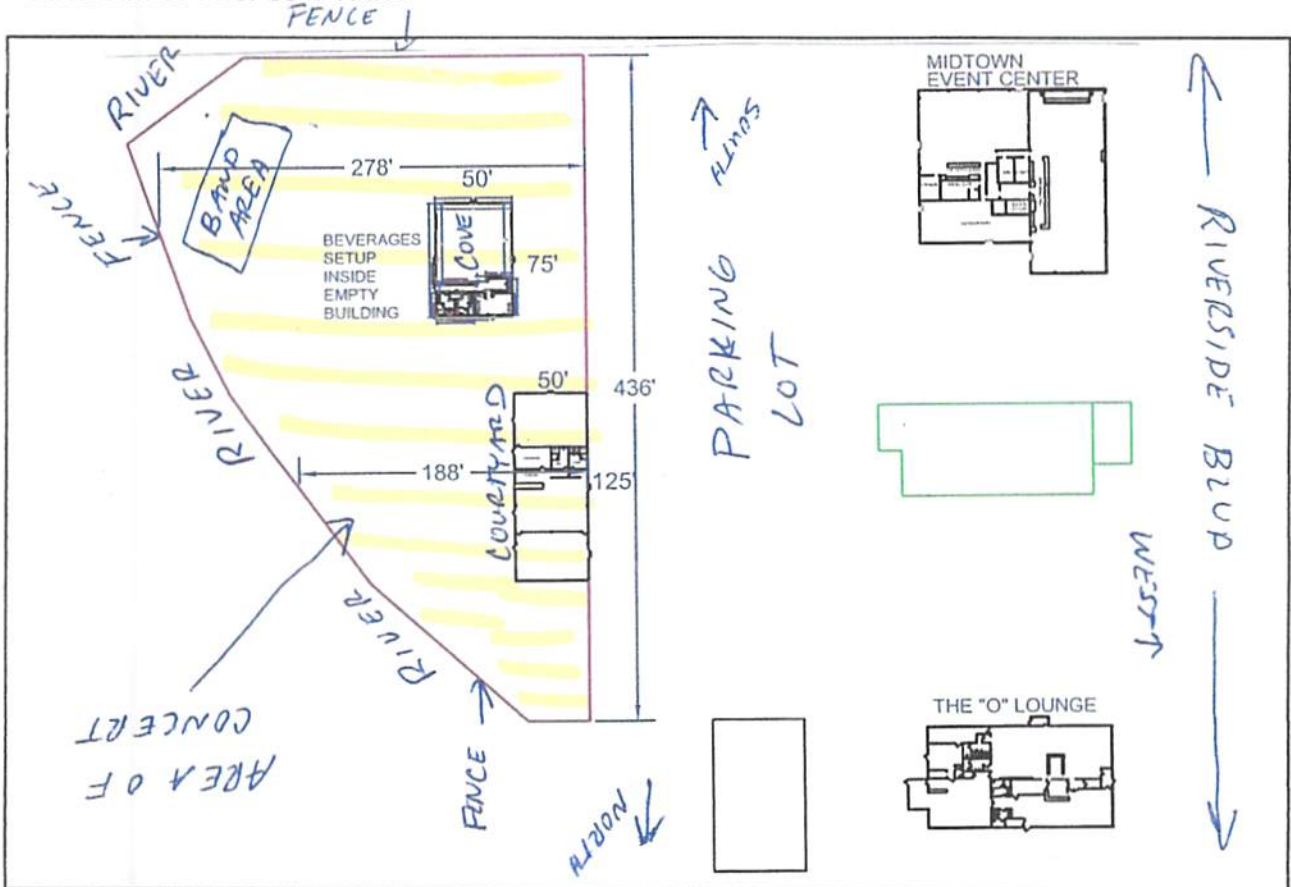 FENCE
RIVER
FENCE
BAND
AREA
278'
50'
BEVERAGES
SETUP
INSIDE
EMPTY
BUILDING
COVE
75'
RIVER
188'
50'
COURTYARD
125'
436'
RIVER
FENCE
AREA OF
CONCERT
NORTH
SOUTH
PARKING
LOT
MIDTOWN
EVENT CENTER
RIVERSIDE BLVD
WEST
THE "O" LOUNGE